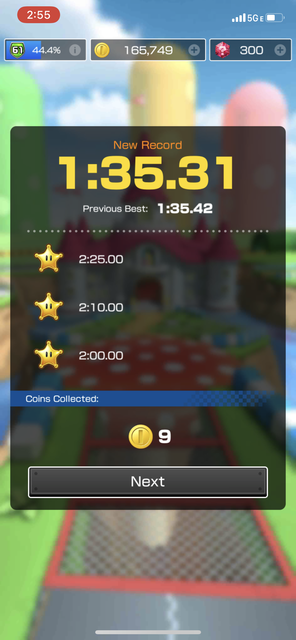 2:55
5G E
61 44.4% i 165,749 + 300 +
New Record
1:35.31
Previous Best: 1:35.42
2:25.00
2:10.00
2:00.00
Coins Collected:
9
Next